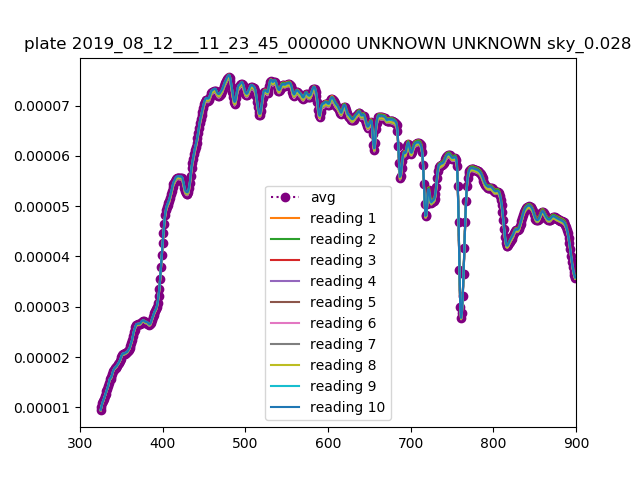 plate 2019_08_12___11_23_45_000000 UNKNOWN UNKNOWN sky_0.028
0.00007
0.00006
0.00005
0.00004
0.00003
0.00002
0.00001
avg
reading 1
reading 2
reading 3
reading 4
reading 5
reading 6
reading 7
reading 8
reading 9
reading 10
300 400 500 600 700 800 900